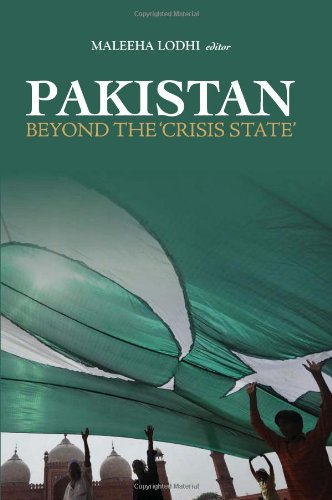 MALEEHA LODHI editor
PAKISTAN
BEYOND THE ‘CRISIS STATE’